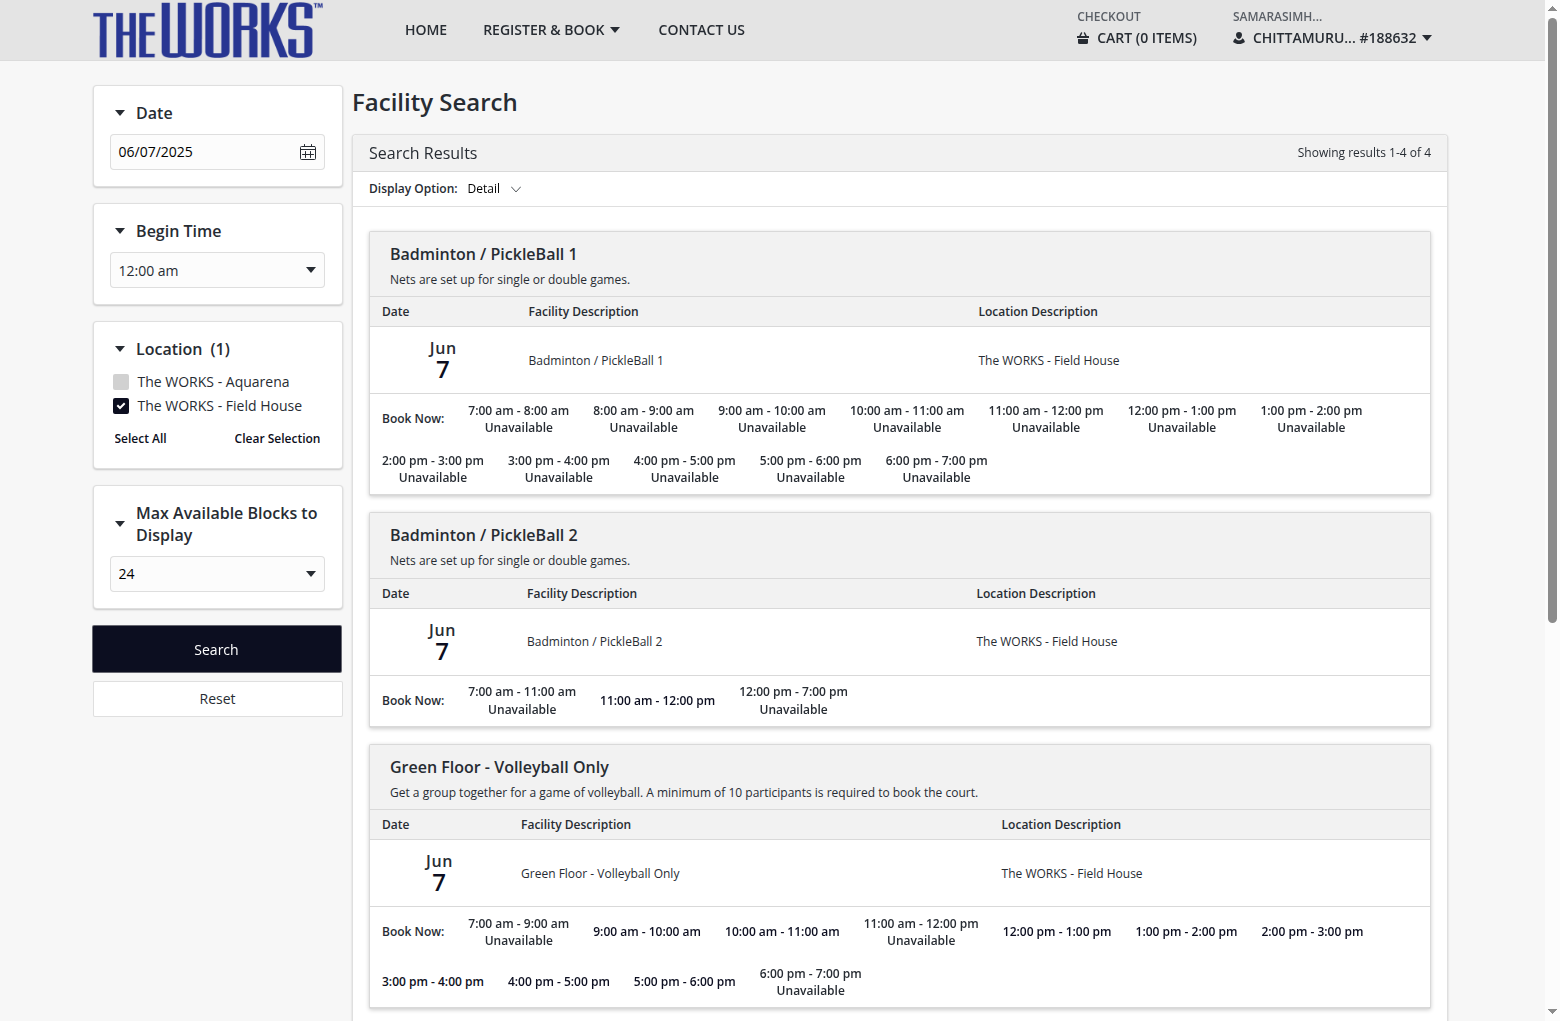 THE WORKS™
HOME
REGISTER & BOOK
CONTACT US
CHECKOUT
CART (0 ITEMS)
SAMARASIMH...
CHITTAMURU... #188632
Date
06/07/2025
Begin Time
12:00 am
Location (1)
The WORKS - Aquarena
The WORKS - Field House
Select All Clear Selection
Max Available Blocks to
Display
24
Search
Reset
Facility Search
Search Results Showing results 1-4 of 4
Display Option: Detail
Badminton / PickleBall 1
Nets are set up for single or double games.
Date Facility Description Location Description
Jun
7
Badminton / PickleBall 1 The WORKS - Field House
Book Now: 7:00 am - 8:00 am 8:00 am - 9:00 am 9:00 am - 10:00 am 10:00 am - 11:00 am 11:00 am - 12:00 pm 12:00 pm - 1:00 pm 1:00 pm - 2:00 pm
Unavailable Unavailable Unavailable Unavailable Unavailable Unavailable Unavailable
2:00 pm - 3:00 pm 3:00 pm - 4:00 pm 4:00 pm - 5:00 pm 5:00 pm - 6:00 pm 6:00 pm - 7:00 pm
Unavailable Unavailable Unavailable Unavailable Unavailable
Badminton / PickleBall 2
Nets are set up for single or double games.
Date Facility Description Location Description
Jun
7
Badminton / PickleBall 2 The WORKS - Field House
Book Now: 7:00 am - 11:00 am 11:00 am - 12:00 pm 12:00 pm - 7:00 pm
Unavailable Unavailable
Green Floor - Volleyball Only
Get a group together for a game of volleyball. A minimum of 10 participants is required to book the court.
Date Facility Description Location Description
Jun
7
Green Floor - Volleyball Only The WORKS - Field House
Book Now: 7:00 am - 9:00 am 9:00 am - 10:00 am 10:00 am - 11:00 am 11:00 am - 12:00 pm 12:00 pm - 1:00 pm 1:00 pm - 2:00 pm 2:00 pm - 3:00 pm
Unavailable Unavailable
3:00 pm - 4:00 pm 4:00 pm - 5:00 pm 5:00 pm - 6:00 pm 6:00 pm - 7:00 pm
Unavailable